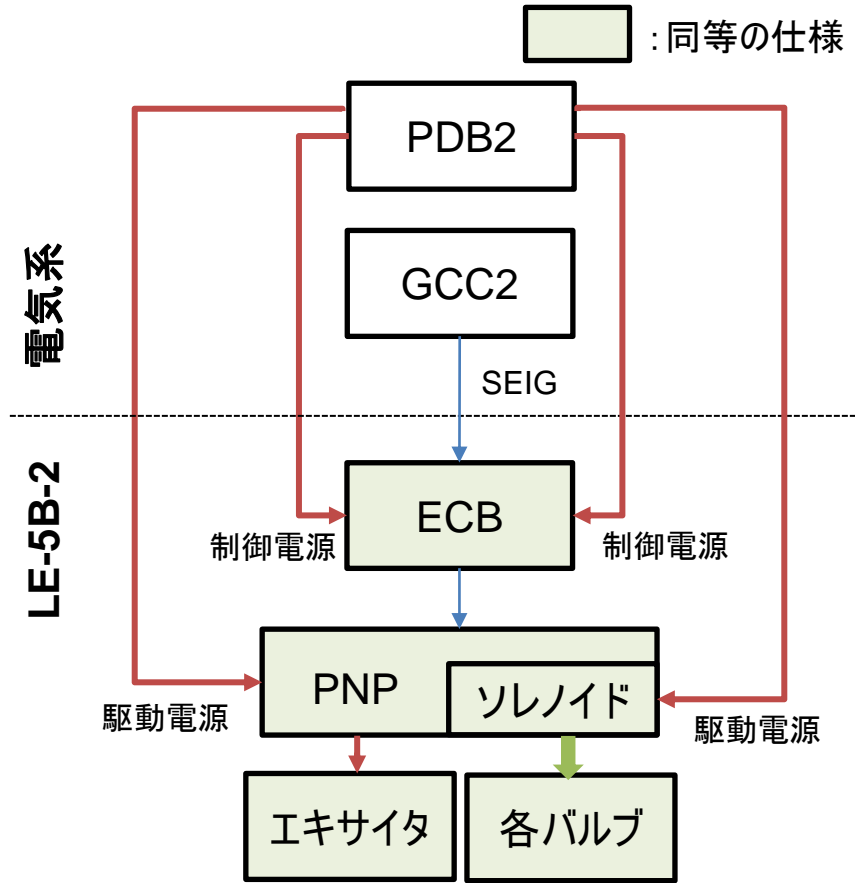 ：同等の仕様
PDB2
GCC2
電気系
SEIG
LE-5B-2
ECB
制御電源
制御電源
PNP
ソレノイド
駆動電源
駆動電源
エキサイタ
各バルブ